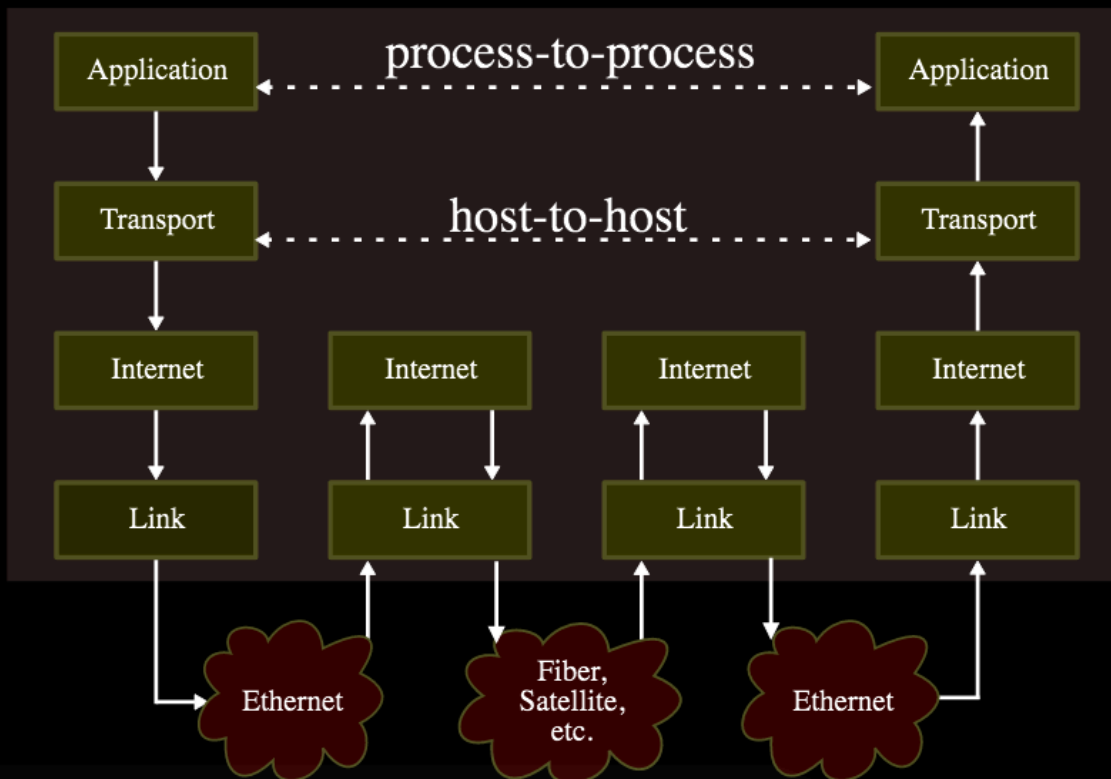 process-to-process
Application
Application
host-to-host
Transport
Transport
Internet
Internet
Internet
Internet
Link
Link
Link
Link
Ethernet
Fiber,
Satellite,
etc.
Ethernet